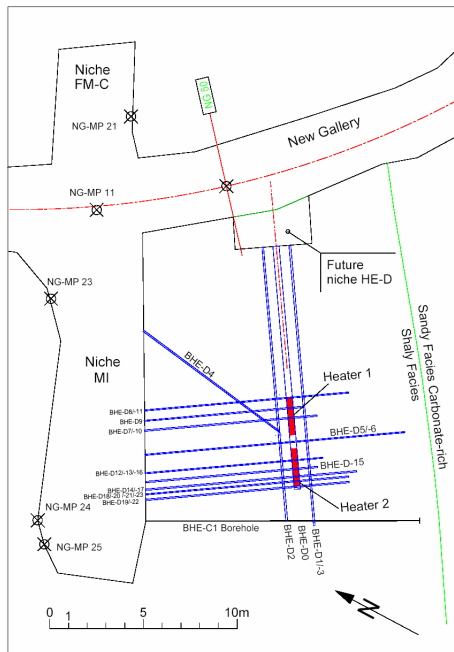 Niche
FM-C
NG 60
NG-MP 21
New Gallery
NG-MP 11
Future
niche HE-D
NG-MP 23
Sandy Facies Carbonate-rich
Shaly Facies
Niche
MI
BHE-D4
Heater 1
BHE-D8/-11
BHE-D9
BHE-D7/-10
BHE-D5/-6
BHE-D12/-13/-16
BHE-D-15
BHE-D14/-17
BHE-D18/-20 /-21/-23
BHE-D19/-22
Heater 2
NG-MP 24
BHE-C1 Borehole
NG-MP 25
BHE-D2
BHE-D0
BHE-D1/-3
0 1 5 10m
N